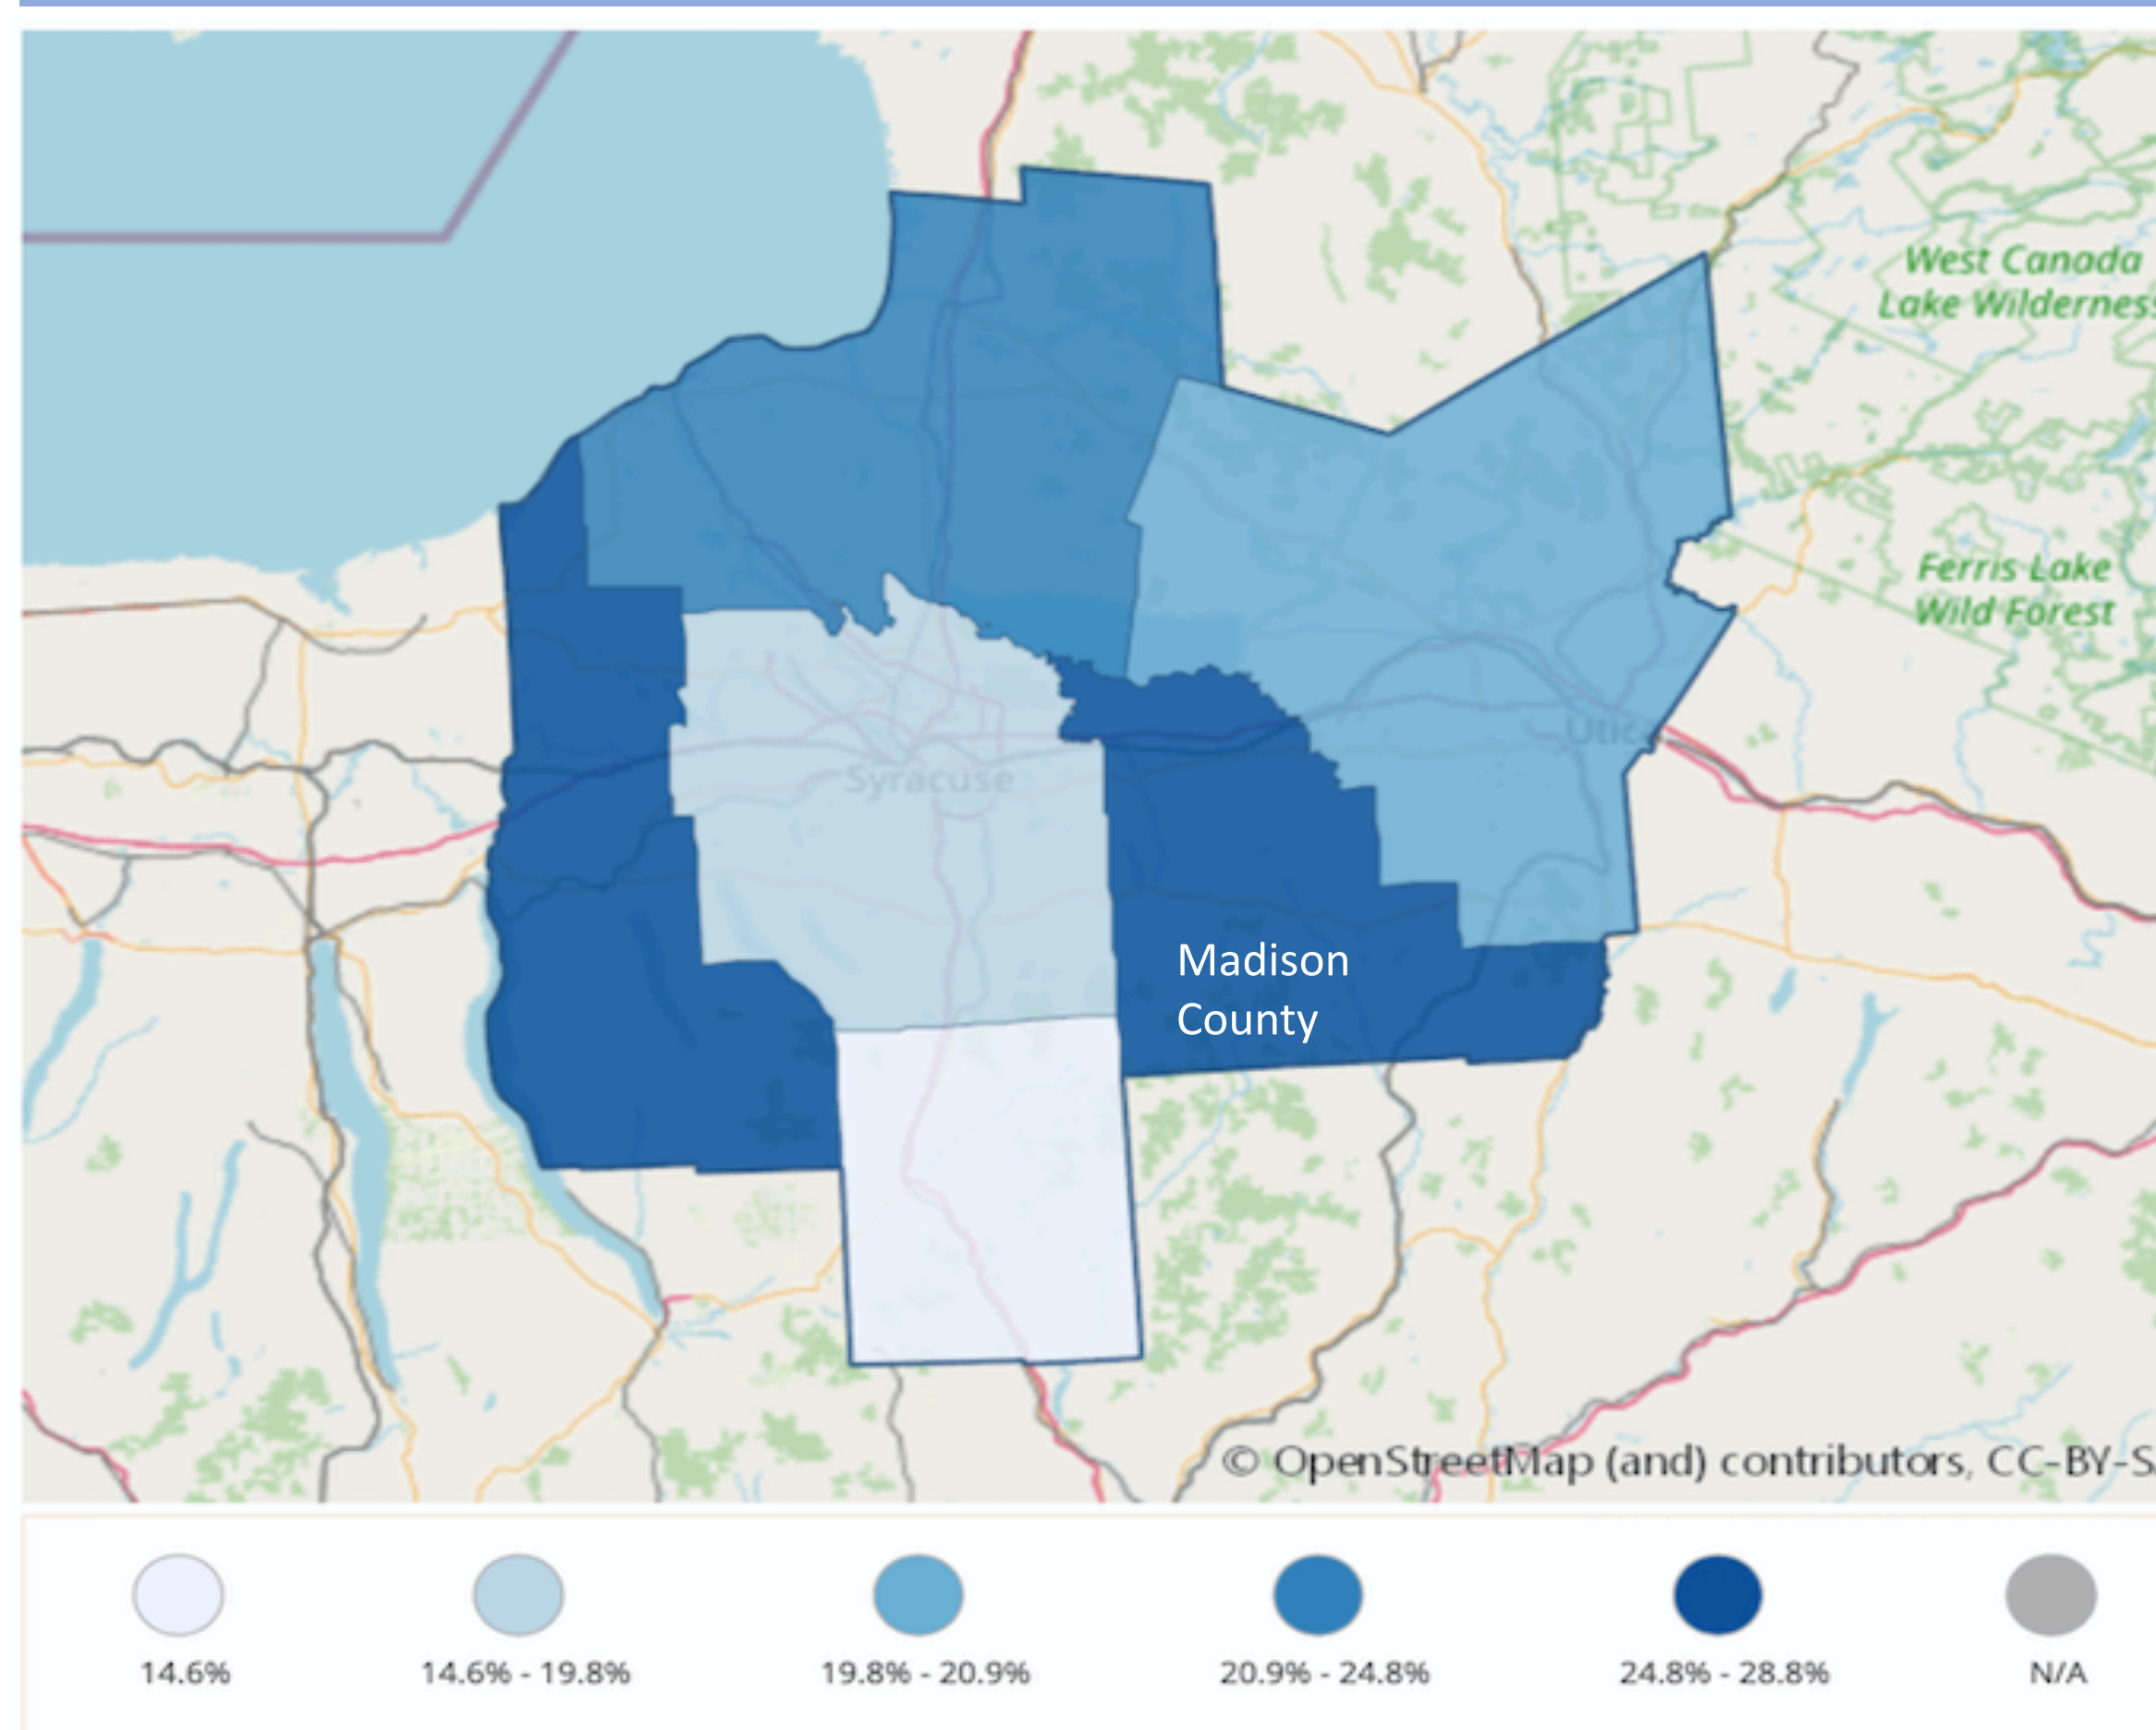 West Canada
Lake Wilderness
Ferris Lake
Wild Forest
Utica
Syracuse
Madison
County
© OpenStreetMap (and) contributors, CC-BY-S
14.6%
14.6% - 19.8%
19.8% - 20.9%
20.9% - 24.8%
24.8% - 28.8%
N/A